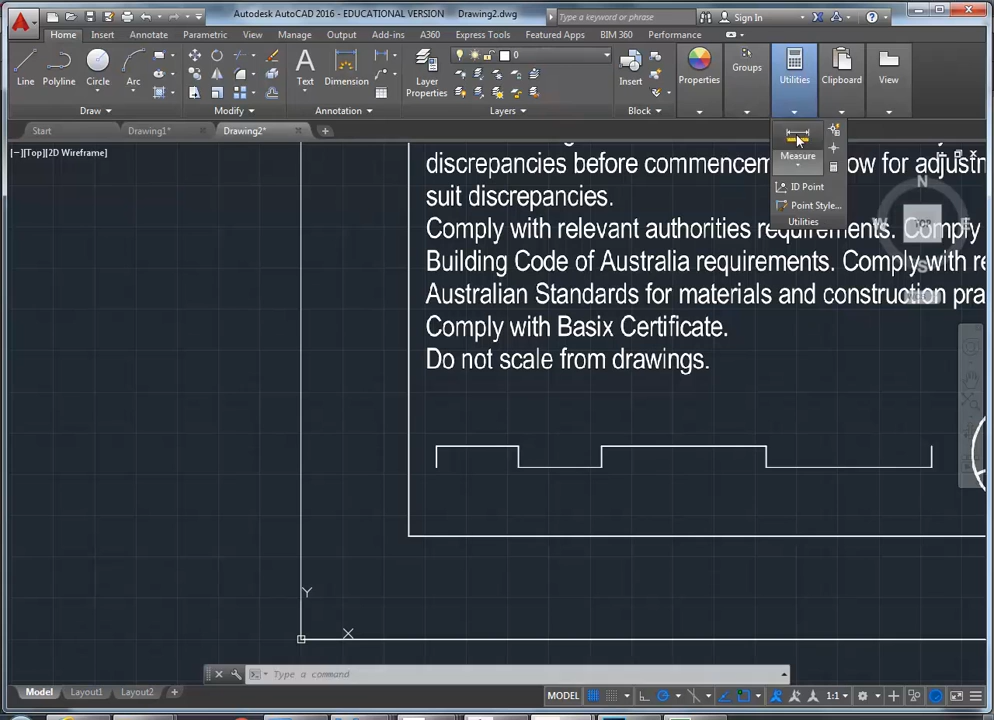 Autodesk AutoCAD 2016 - EDUCATIONAL VERSION Drawing2.dwg
Type a keyword or phrase
Sign In
Home Insert Annotate Parametric View Manage Output Add-ins A360 Express Tools Featured Apps BIM 360 Performance
Line Polyline Circle Arc
Text Dimension
Layer Properties
0
Insert
Properties Groups Utilities Clipboard View
Draw Modify Annotation Layers Block
Start Drawing1* Drawing2*
Measure
ID Point
Point Style...
Utilities
[−][Top][2D Wireframe]
discrepancies before commencem
ow for adjustm
suit discrepancies.
Comply with relevant authorities requirements. Comply
Building Code of Australia requirements. Comply with re
Australian Standards for materials and construction pra
Comply with Basix Certificate.
Do not scale from drawings.
N
W TOP E
S
Y
X
Type a command
Model Layout1 Layout2
MODEL 1:1